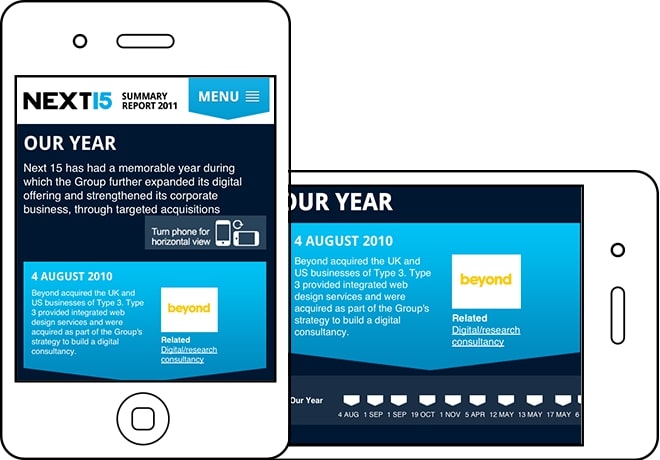 NEXT15
SUMMARY
REPORT 2011
MENU
OUR YEAR
Next 15 has had a memorable year during
which the Group further expanded its digital
offering and strengthened its corporate
business, through targeted acquisitions
Turn phone for
horizontal view
4 AUGUST 2010
Beyond acquired the UK and
US businesses of Type 3. Type
3 provided integrated web
design services and were
acquired as part of the Group's
strategy to build a digital
consultancy.
beyond
Related
Digital/research
consultancy
OUR YEAR
4 AUGUST 2010
Beyond acquired the UK and
US businesses of Type 3. Type
3 provided integrated web
design services and were
acquired as part of the Group's
strategy to build a digital
consultancy.
beyond
Related
Digital/research
consultancy
Our Year
4 AUG 1 SEP 1 SEP 19 OCT 1 NOV 5 APR 12 MAY 13 MAY 17 MAY 6